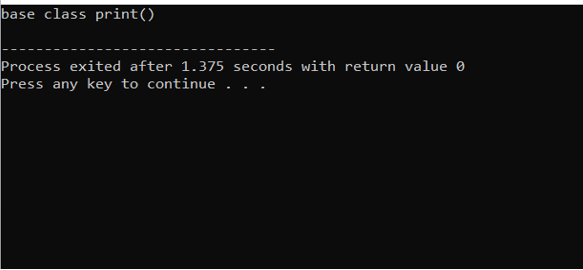 base class print()
--------------------------------
Process exited after 1.375 seconds with return value 0
Press any key to continue . . .